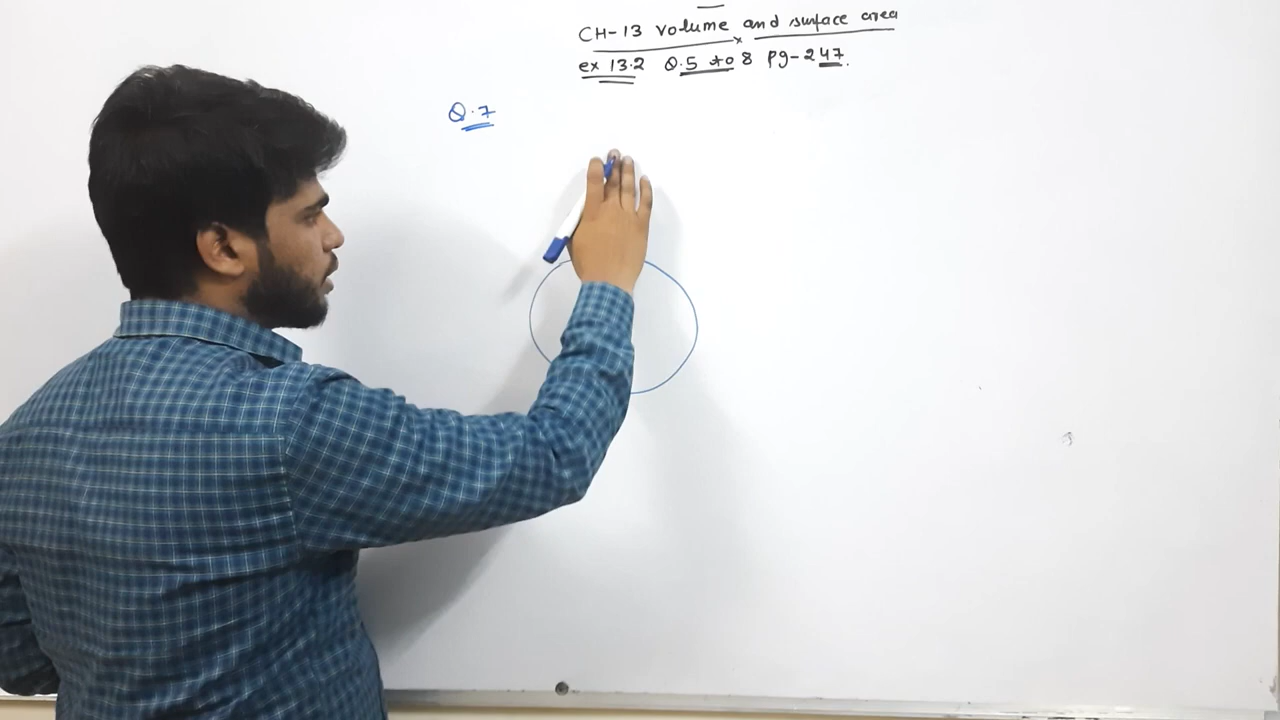 CH-13 volume and surface area
ex 13.2 Q.5 to 8 Pg-247.
Q.7